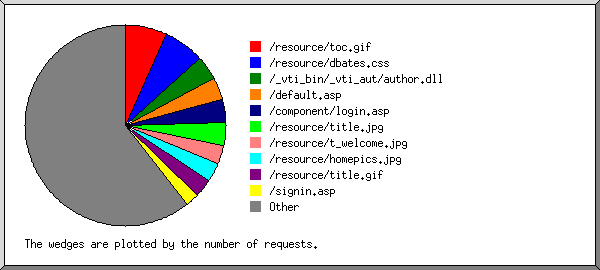 /resource/toc.gif
/resource/dbates.css
/_vti_bin/_vti_aut/author.dll
/default.asp
/component/login.asp
/resource/title.jpg
/resource/t_welcome.jpg
/resource/homepics.jpg
/resource/title.gif
/signin.asp
Other
The wedges are plotted by the number of requests.